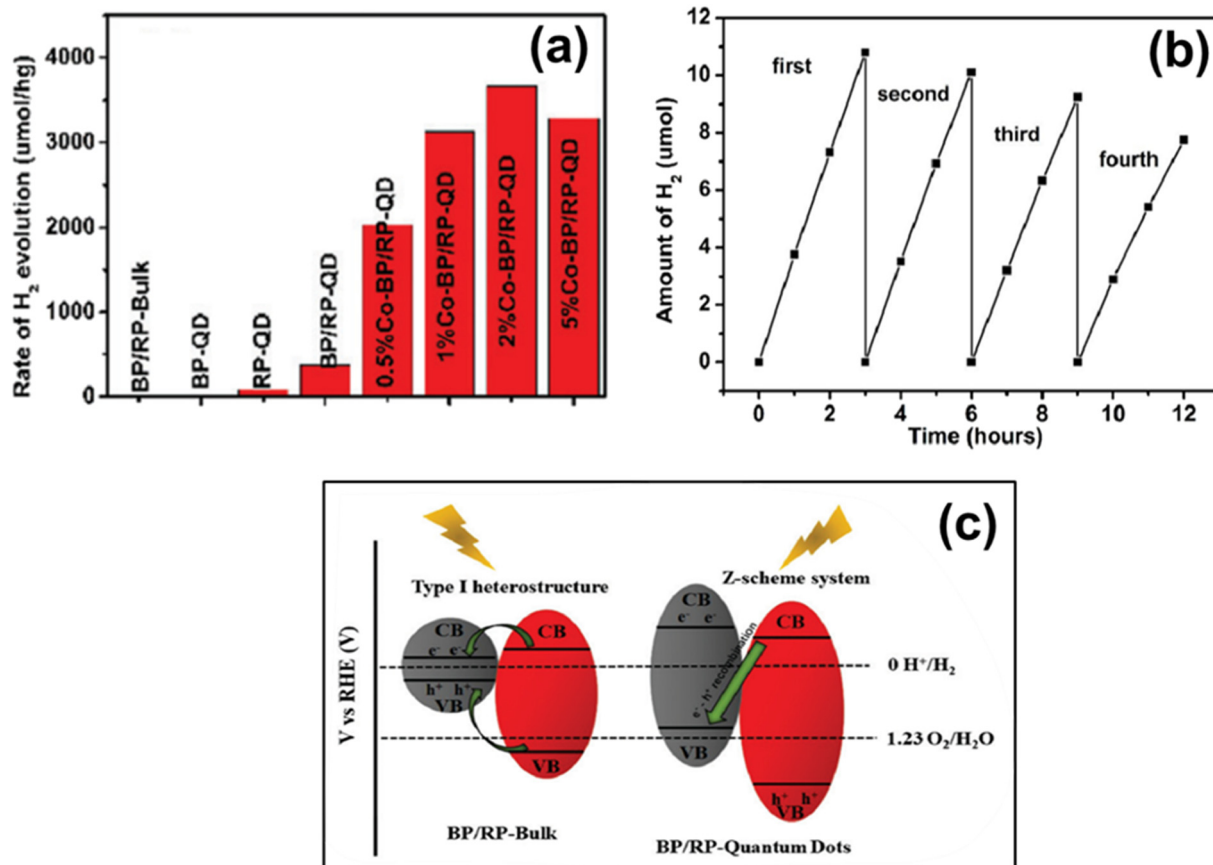 (a)
Rate of H₂ evolution (umol/hg)
4000
3000
2000
1000
0
BP/RP-Bulk
BP-QD
RP-QD
BP/RP-QD
0.5%Co-BP/RP-QD
1%Co-BP/RP-QD
2%Co-BP/RP-QD
5%Co-BP/RP-QD
(b)
Amount of H₂ (umol)
12
10
8
6
4
2
0
first
second
third
fourth
0 2 4 6 8 10 12
Time (hours)
(c)
V vs RHE (V)
Type I heterostructure
CB
e⁻ e⁻
h⁺ h⁺
VB
CB
VB
BP/RP-Bulk
Z-scheme system
CB
e⁻ e⁻
e⁻ - h⁺ recombination
VB
CB
h⁺ h⁺
VB
BP/RP-Quantum Dots
0 H⁺/H₂
1.23 O₂/H₂O